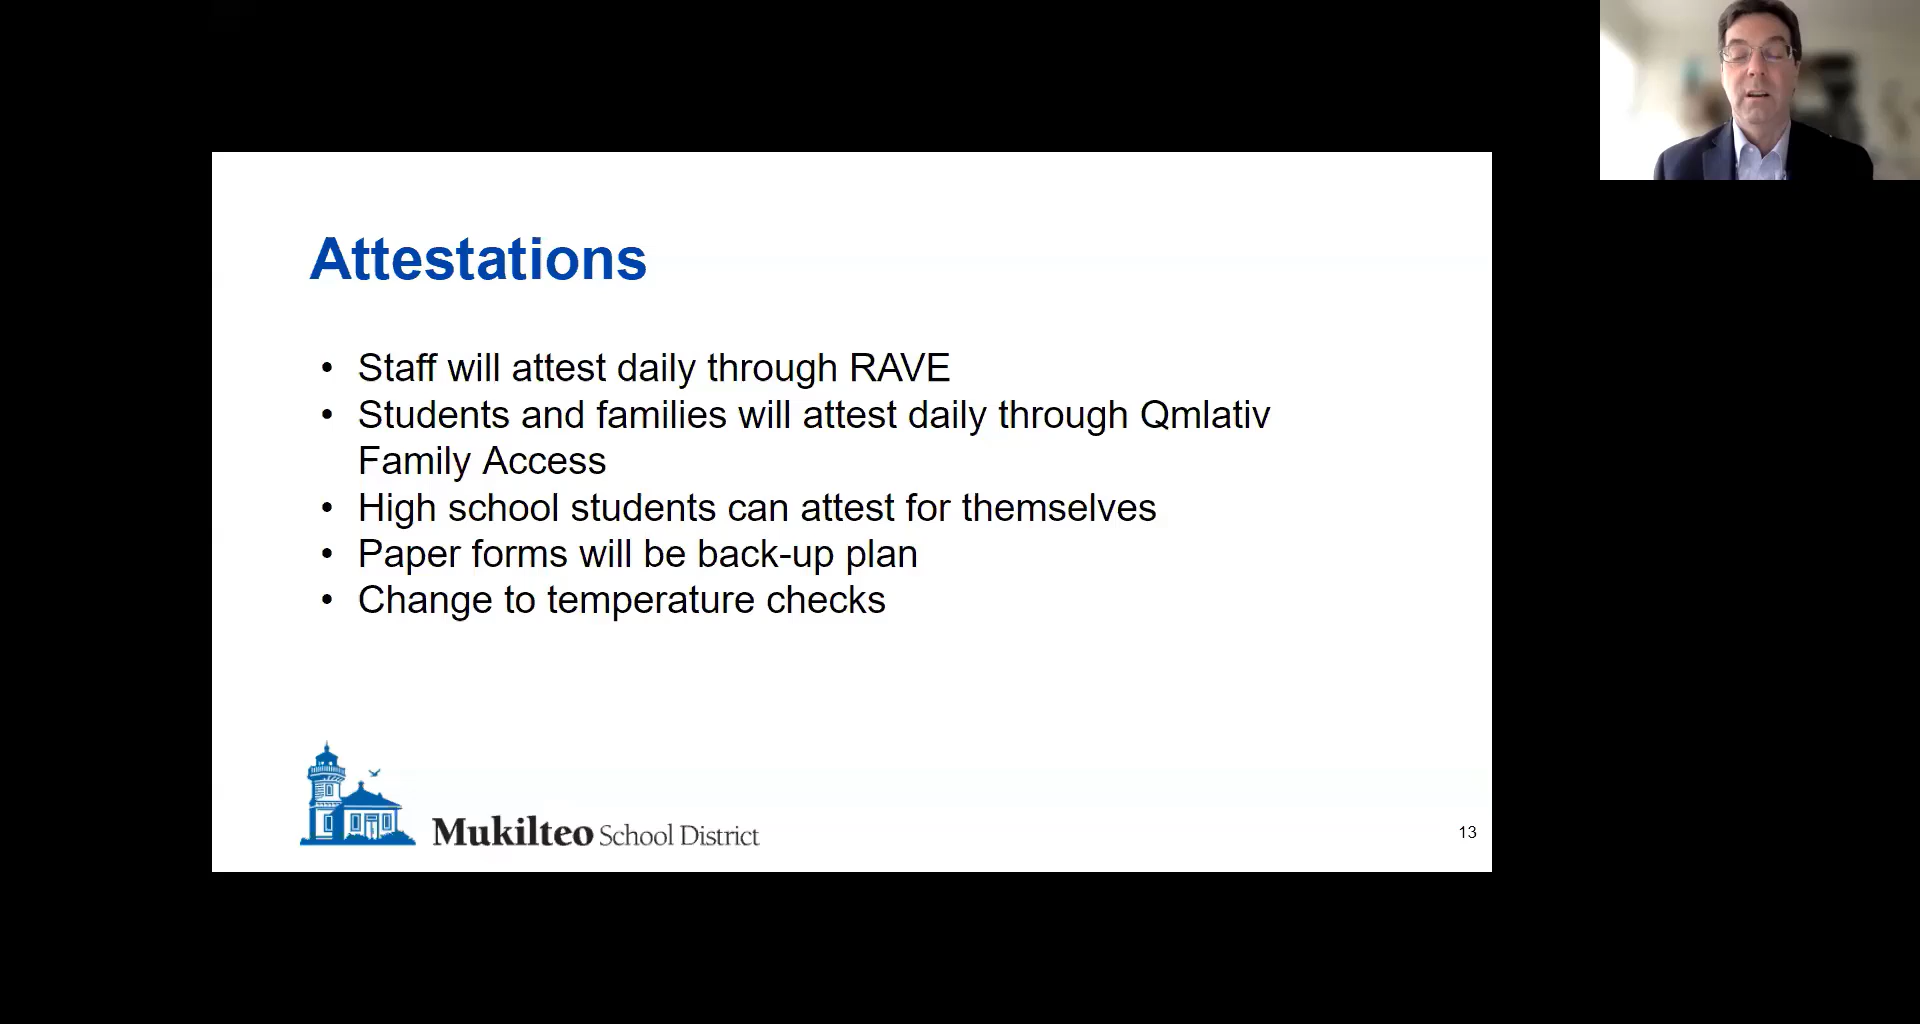 Attestations
• Staff will attest daily through RAVE
• Students and families will attest daily through Qmlativ
Family Access
• High school students can attest for themselves
• Paper forms will be back-up plan
• Change to temperature checks
Mukilteo School District
13